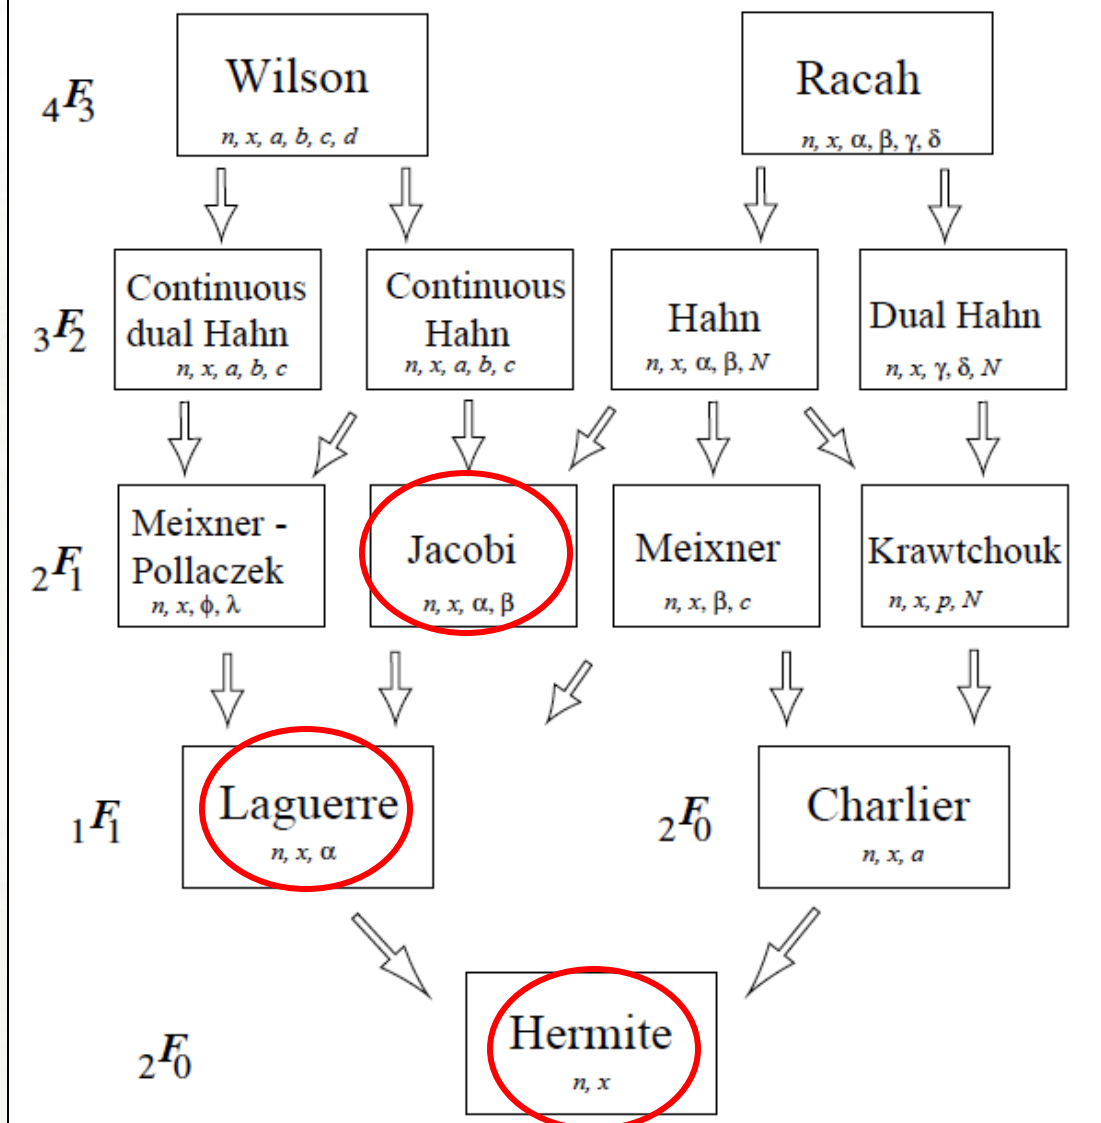 ₄F₃
Wilson
n, x, a, b, c, d
Racah
n, x, α, β, γ, δ
₃F₂
Continuous
dual Hahn
n, x, a, b, c
Continuous
Hahn
n, x, a, b, c
Hahn
n, x, α, β, N
Dual Hahn
n, x, γ, δ, N
₂F₁
Meixner -
Pollaczek
n, x, ϕ, λ
Jacobi
n, x, α, β
Meixner
n, x, β, c
Krawtchouk
n, x, p, N
₁F₁
Laguerre
n, x, α
₂F₀
Charlier
n, x, a
₂F₀
Hermite
n, x